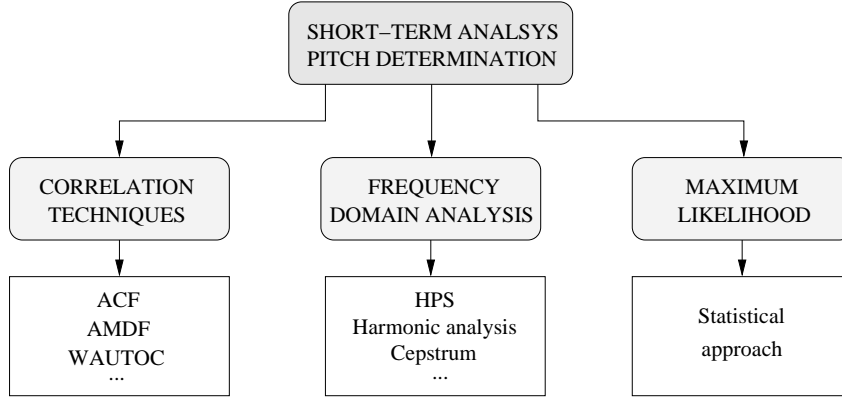 SHORT−TERM ANALSYS
PITCH DETERMINATION
CORRELATION
TECHNIQUES
FREQUENCY
DOMAIN ANALYSIS
MAXIMUM
LIKELIHOOD
ACF
AMDF
WAUTOC
...
HPS
Harmonic analysis
Cepstrum
...
Statistical
approach